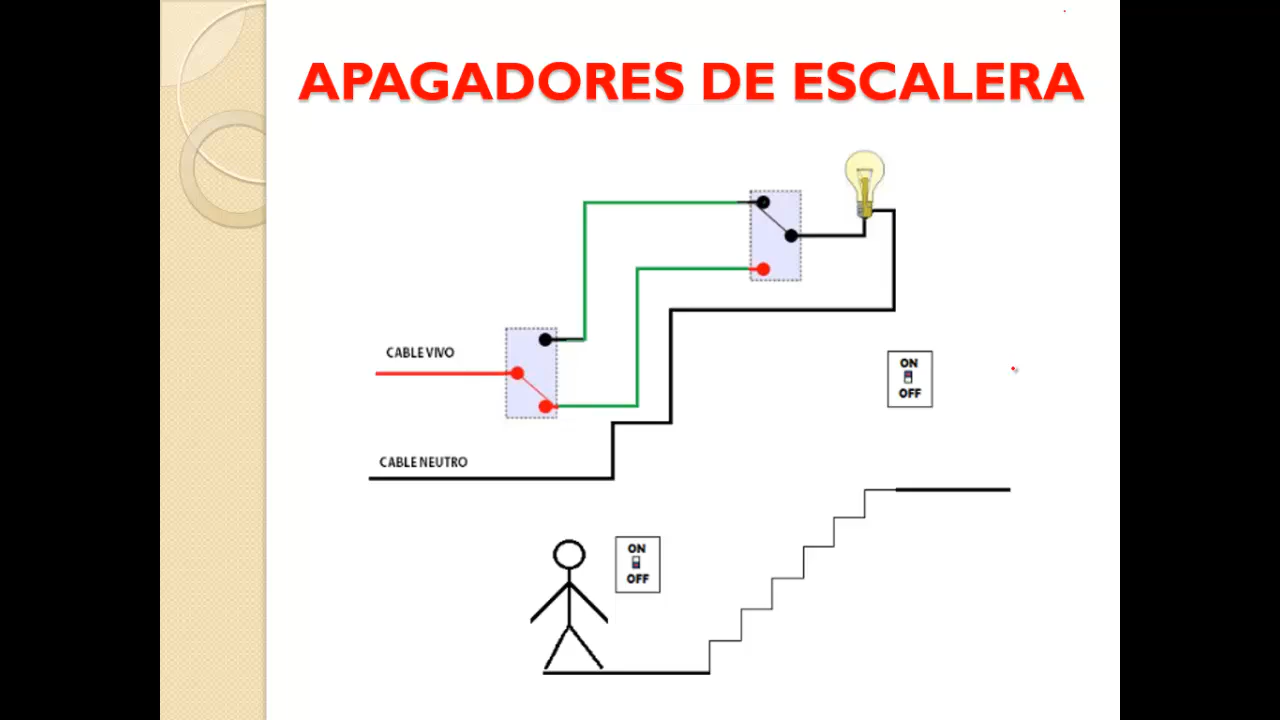 APAGADORES DE ESCALERA
CABLE VIVO
ON
OFF
CABLE NEUTRO
ON
OFF